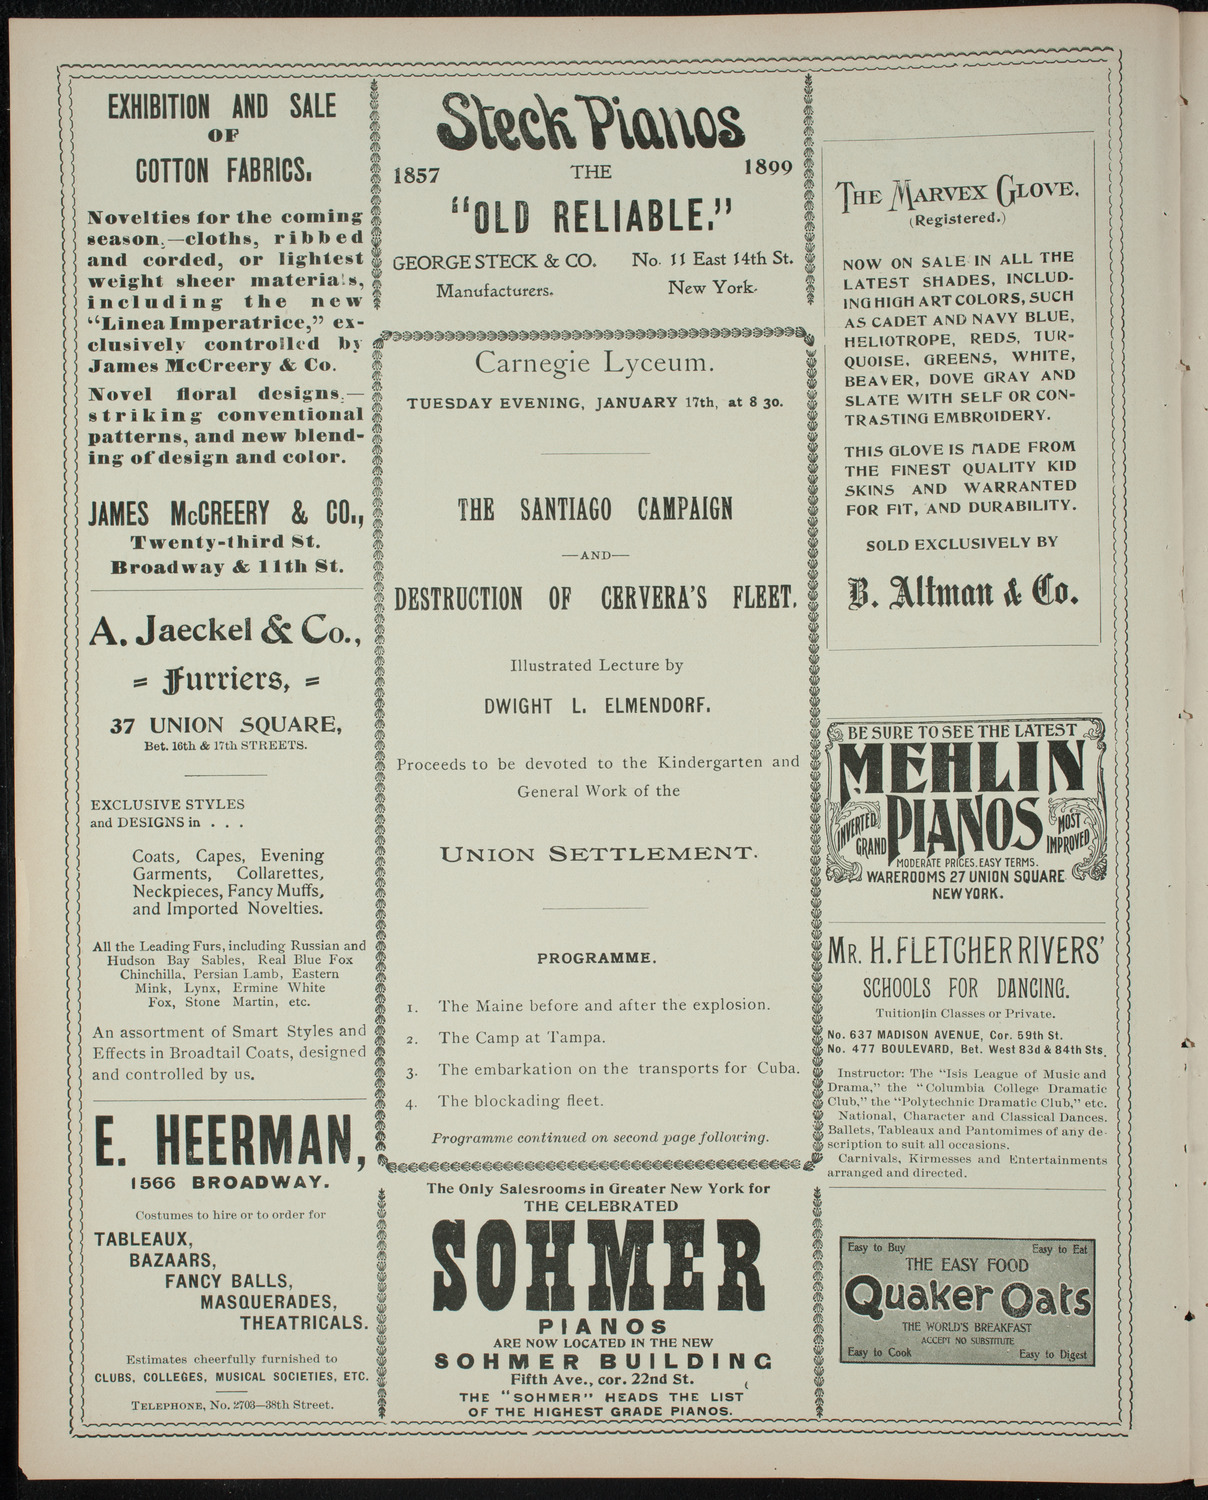 EXHIBITION AND SALE
OF
COTTON FABRICS.
Novelties for the coming
season,—cloths, ribbed
and corded, or lightest
weight sheer materials,
including the new
“Linea Imperatrice,” ex-
clusively controlled by
James McCreery & Co.
Novel floral designs,—
striking conventional
patterns, and new blend-
ing of design and color.
JAMES McCREERY & CO.,
Twenty-third St.
Broadway & 11th St.
A. Jaeckel & Co.,
= Furriers, =
37 UNION SQUARE,
Bet. 16th & 17th STREETS.
EXCLUSIVE STYLES
and DESIGNS in . . .
Coats, Capes, Evening
Garments, Collarettes,
Neckpieces, Fancy Muffs,
and Imported Novelties.
All the Leading Furs, including Russian and
Hudson Bay Sables, Real Blue Fox
Chinchilla, Persian Lamb, Eastern
Mink, Lynx, Ermine White
Fox, Stone Martin, etc.
An assortment of Smart Styles and
Effects in Broadtail Coats, designed
and controlled by us.
E. HEERMAN,
1566 BROADWAY.
Costumes to hire or to order for
TABLEAUX,
BAZAARS,
FANCY BALLS,
MASQUERADES,
THEATRICALS.
Estimates cheerfully furnished to
CLUBS, COLLEGES, MUSICAL SOCIETIES, ETC.
TELEPHONE, No. 2703—38th Street.
Steck Pianos
1857 THE 1899
“OLD RELIABLE.”
GEORGE STECK & CO. No. 11 East 14th St.
Manufacturers. New York.
Carnegie Lyceum.
TUESDAY EVENING, JANUARY 17th, at 8 30.
THE SANTIAGO CAMPAIGN
—AND—
DESTRUCTION OF CERVERA'S FLEET.
Illustrated Lecture by
DWIGHT L. ELMENDORF.
Proceeds to be devoted to the Kindergarten and
General Work of the
UNION SETTLEMENT.
PROGRAMME.
1. The Maine before and after the explosion.
2. The Camp at Tampa.
3. The embarkation on the transports for Cuba.
4. The blockading fleet.
Programme continued on second page following.
The Only Salesrooms in Greater New York for
THE CELEBRATED
SOHMER
PIANOS
ARE NOW LOCATED IN THE NEW
SOHMER BUILDING
Fifth Ave., cor. 22nd St.
THE "SOHMER" HEADS THE LIST
OF THE HIGHEST GRADE PIANOS.
THE MARVEX GLOVE.
(Registered.)
NOW ON SALE IN ALL THE
LATEST SHADES, INCLUD-
ING HIGH ART COLORS, SUCH
AS CADET AND NAVY BLUE,
HELIOTROPE, REDS, TUR-
QUOISE, GREENS, WHITE,
BEAVER, DOVE GRAY AND
SLATE WITH SELF OR CON-
TRASTING EMBROIDERY.
THIS GLOVE IS MADE FROM
THE FINEST QUALITY KID
SKINS AND WARRANTED
FOR FIT, AND DURABILITY.
SOLD EXCLUSIVELY BY
B. Altman & Co.
BE SURE TO SEE THE LATEST
MEHLIN
INVERTED GRAND PIANOS MOST IMPROVED
MODERATE PRICES. EASY TERMS.
WAREROOMS 27 UNION SQUARE
NEW YORK.
MR. H. FLETCHER RIVERS'
SCHOOLS FOR DANCING.
Tuition in Classes or Private.
No. 637 MADISON AVENUE, Cor. 59th St.
No. 477 BOULEVARD, Bet. West 83d & 84th Sts.
Instructor: The “Isis League of Music and
Drama,” the “Columbia College Dramatic
Club,” the “Polytechnic Dramatic Club,” etc.
National, Character and Classical Dances.
Ballets, Tableaux and Pantomimes of any de-
scription to suit all occasions.
Carnivals, Kirmesses and Entertainments
arranged and directed.
Easy to Buy Easy to Eat
THE EASY FOOD
Quaker Oats
THE WORLD'S BREAKFAST
ACCEPT NO SUBSTITUTE
Easy to Cook Easy to Digest